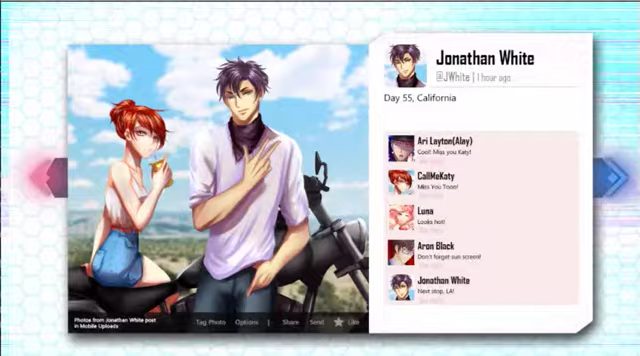 Jonathan White
@JWhite | 1 hour ago
Day 55, California
Ari Layton(Alay)
Cool! Miss you Katy!
CallMeKaty
Miss You Tooo!
Luna
Looks hot!
Aron Black
Don't forget sun screen!
Jonathan White
Next stop, LA!
Photos from Jonathan White post
in Mobile Uploads
Tag Photo Options | Share Send Like